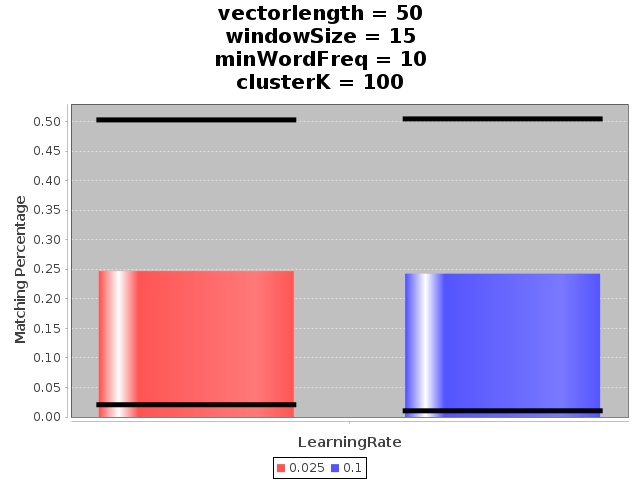 vectorlength = 50
windowSize = 15
minWordFreq = 10
clusterK = 100
Matching Percentage
0.50
0.45
0.40
0.35
0.30
0.25
0.20
0.15
0.10
0.05
0.00
LearningRate
0.025 0.1